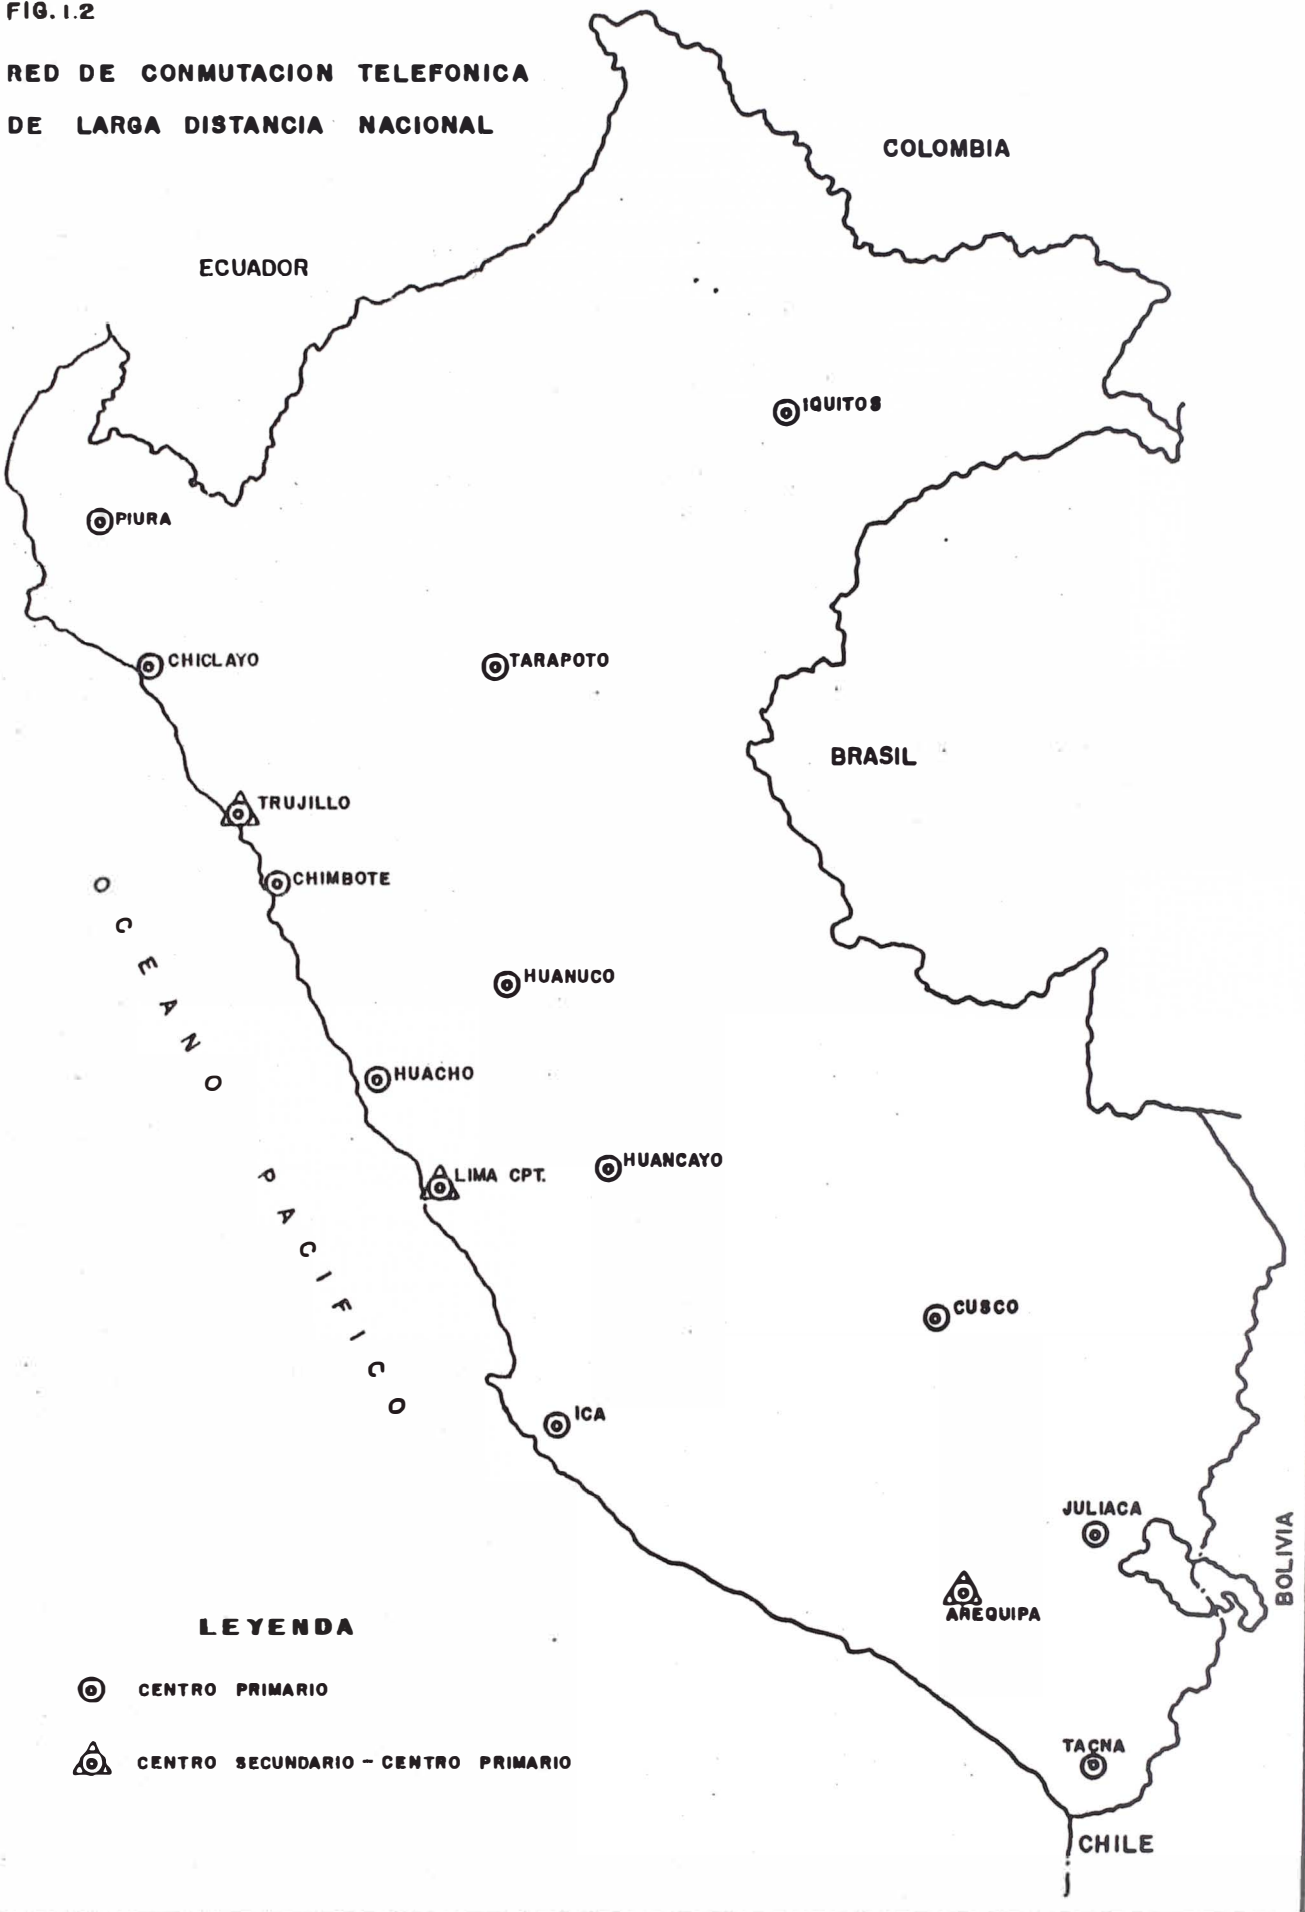 FIG. 1.2
RED DE CONMUTACION TELEFONICA
DE LARGA DISTANCIA NACIONAL
COLOMBIA
ECUADOR
IQUITOS
PIURA
CHICLAYO
TARAPOTO
BRASIL
TRUJILLO
CHIMBOTE
OCEANO PACIFICO
HUANUCO
HUACHO
HUANCAYO
LIMA CPT.
CUSCO
ICA
JULIACA
BOLIVIA
AREQUIPA
LEYENDA
CENTRO PRIMARIO
CENTRO SECUNDARIO - CENTRO PRIMARIO
TACNA
CHILE